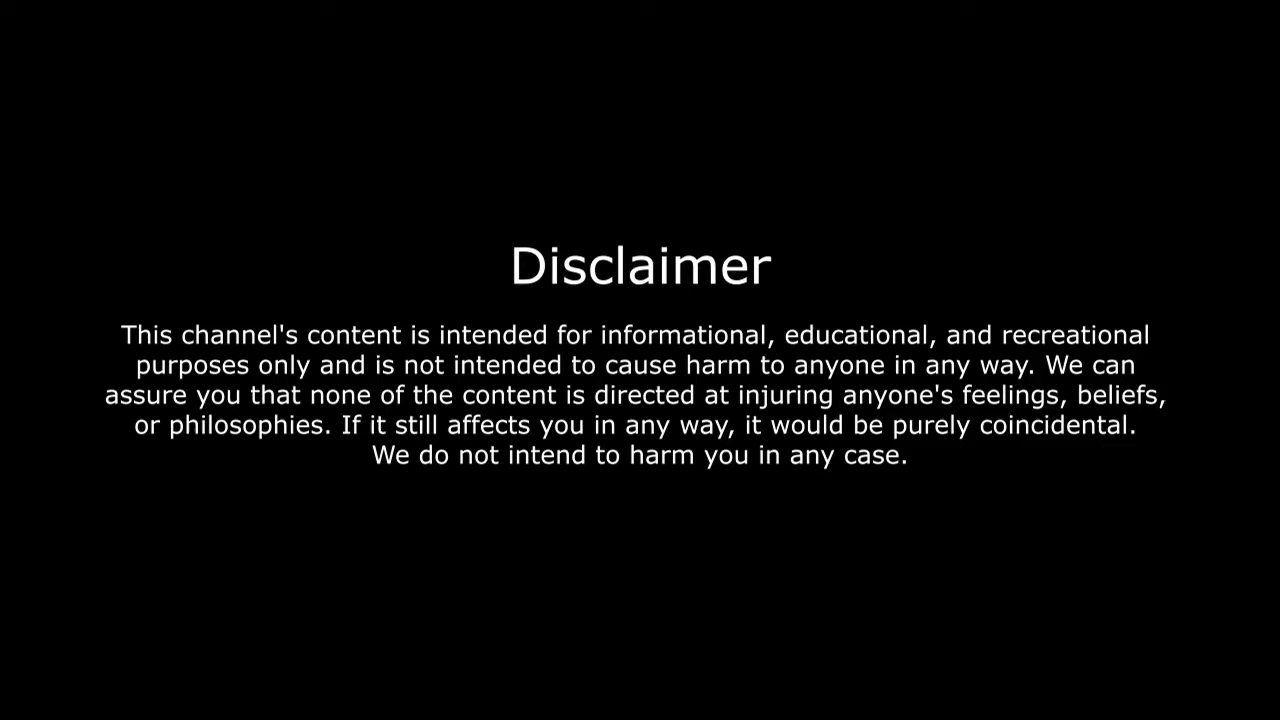 Disclaimer
This channel's content is intended for informational, educational, and recreational
purposes only and is not intended to cause harm to anyone in any way. We can
assure you that none of the content is directed at injuring anyone's feelings, beliefs,
or philosophies. If it still affects you in any way, it would be purely coincidental.
We do not intend to harm you in any case.